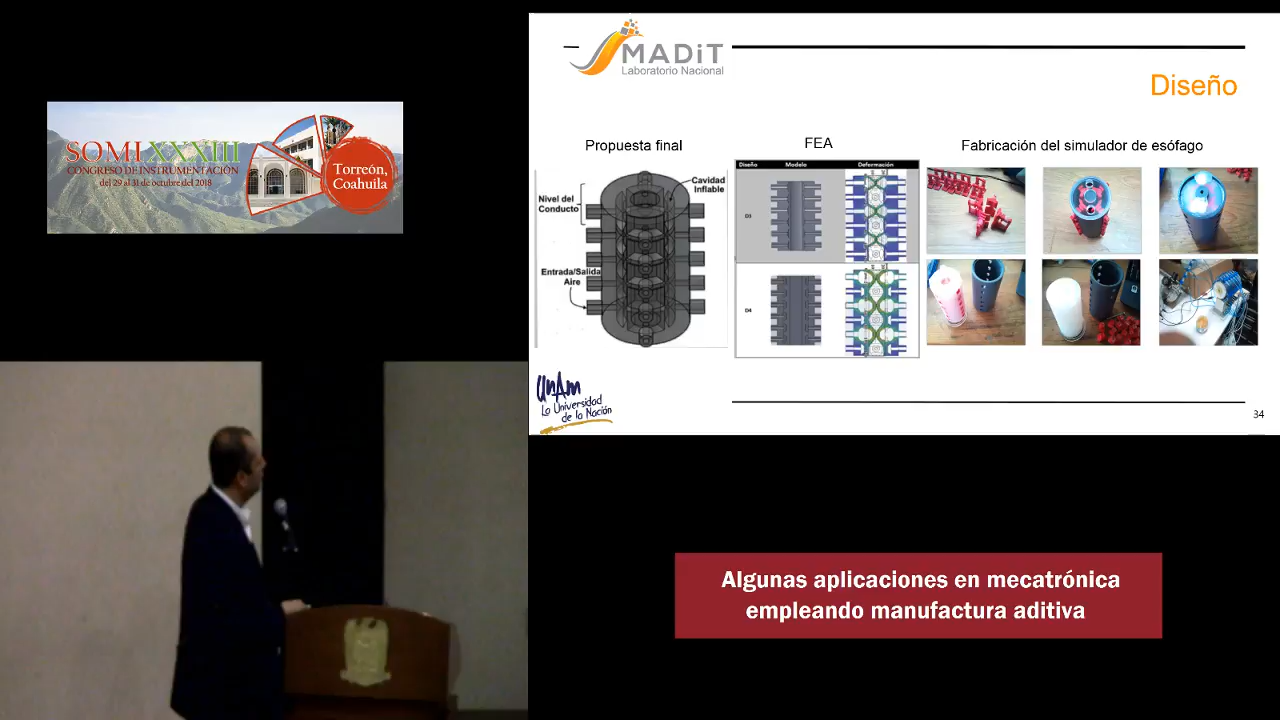 SOMI XXXIII
CONGRESO DE INSTRUMENTACIÓN
del 29 al 31 de octubre del 2018
Torreón,
Coahuila
MADiT
Laboratorio Nacional
Diseño
Propuesta final
FEA
Fabricación del simulador de esófago
Nivel del
Conducto
Cavidad
Inflable
Entrada/Salida
Aire
Diseño
Modelo
Deformación
D3
D4
UnAm
La Universidad
de la Nación
34
Algunas aplicaciones en mecatrónica
empleando manufactura aditiva